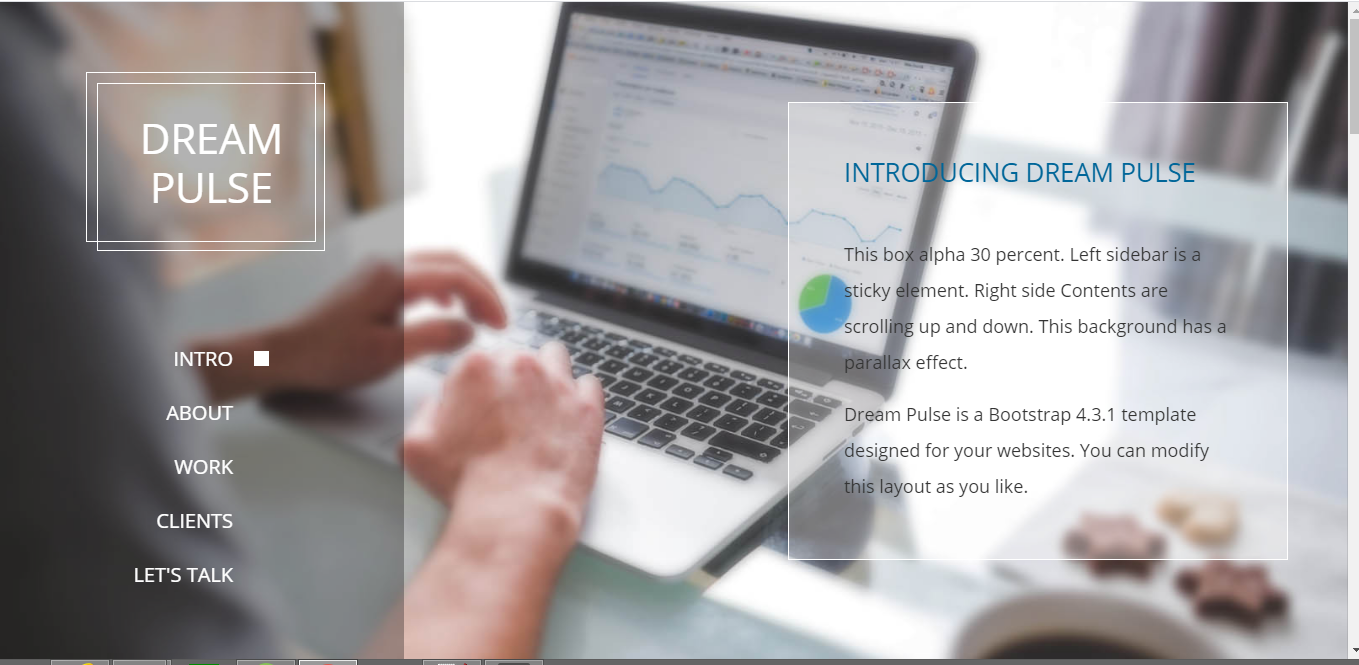 DREAM
PULSE
INTRO
ABOUT
WORK
CLIENTS
LET'S TALK
INTRODUCING DREAM PULSE
This box alpha 30 percent. Left sidebar is a
sticky element. Right side Contents are
scrolling up and down. This background has a
parallax effect.
Dream Pulse is a Bootstrap 4.3.1 template
designed for your websites. You can modify
this layout as you like.